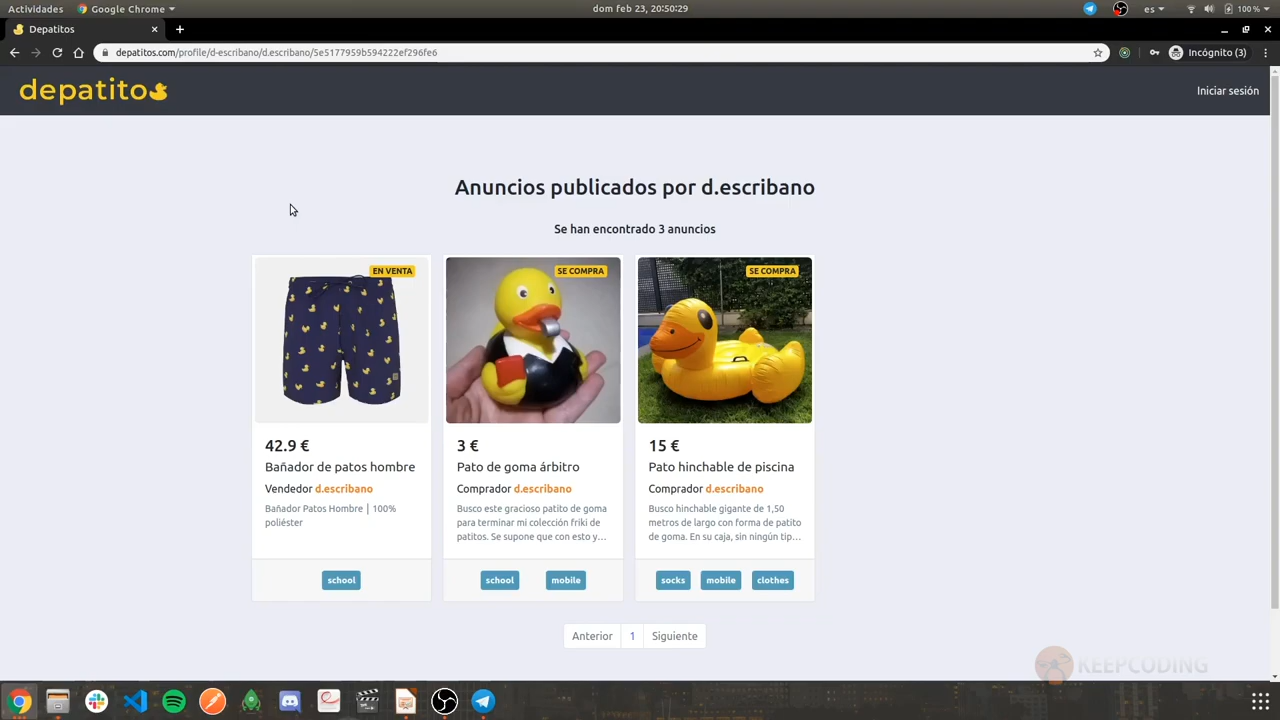 Actividades
Google Chrome
dom feb 23, 20:50:29
es
100%
Depatitos
depatitos.com/profile/d-escribano/d.escribano/5e5177959b594222ef296fe6
Incógnito (3)
depatito
Iniciar sesión
Anuncios publicados por d.escribano
Se han encontrado 3 anuncios
EN VENTA
42.9 €
Bañador de patos hombre
Vendedor d.escribano
Bañador Patos Hombre | 100%
poliéster
school
SE COMPRA
3 €
Pato de goma árbitro
Comprador d.escribano
Busco este gracioso patito de goma
para terminar mi colección friki de
patitos. Se supone que con esto y...
school
mobile
SE COMPRA
15 €
Pato hinchable de piscina
Comprador d.escribano
Busco hinchable gigante de 1,50
metros de largo con forma de patito
de goma. En su caja, sin ningún tip...
socks
mobile
clothes
Anterior
1
Siguiente
KEEPCODING